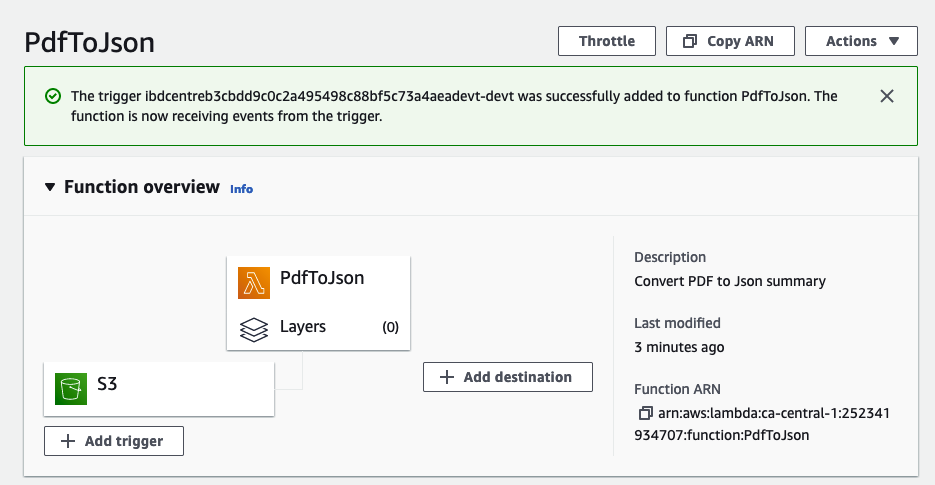 PdfToJson
Throttle
Copy ARN
Actions
The trigger ibdcentreb3cbdd9c0c2a495498c88bf5c73a4aeadevt-devt was successfully added to function PdfToJson. The
function is now receiving events from the trigger.
Function overview Info
PdfToJson
Layers (0)
S3
Add destination
Add trigger
Description
Convert PDF to Json summary
Last modified
3 minutes ago
Function ARN
arn:aws:lambda:ca-central-1:252341
934707:function:PdfToJson